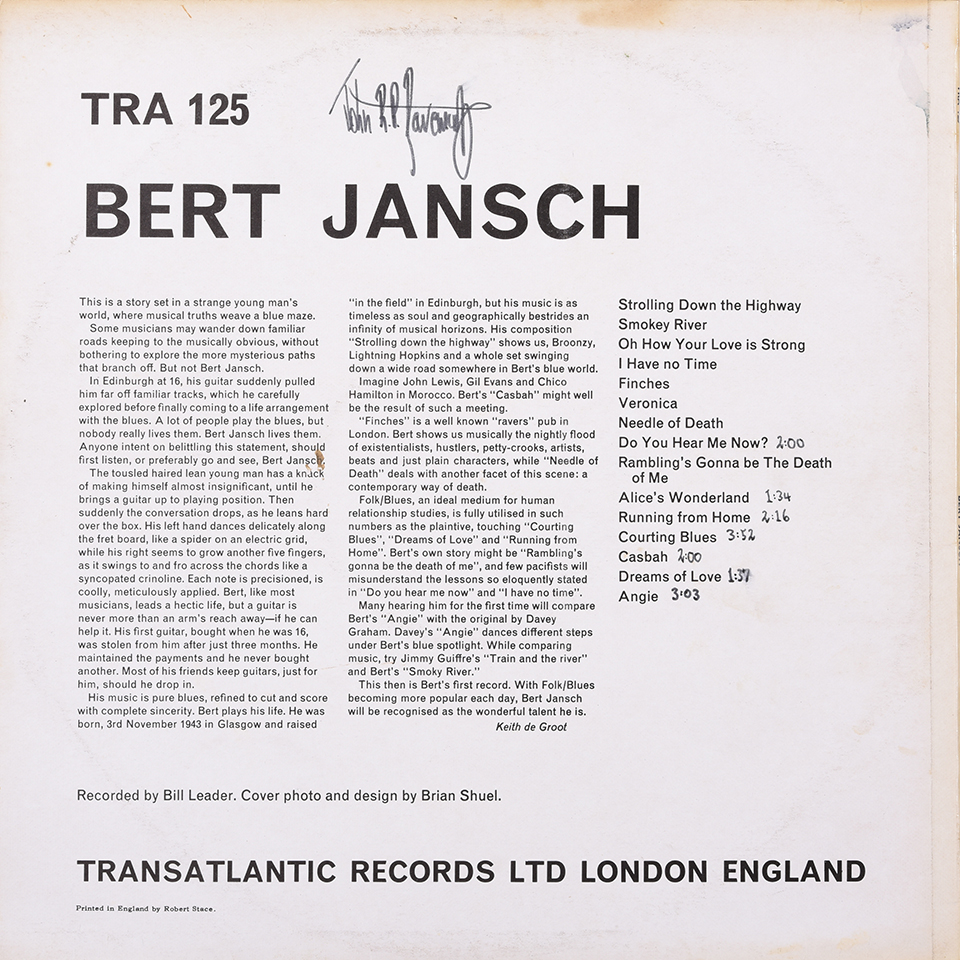 TRA 125
John R.P.
BERT JANSCH
This is a story set in a strange young man's
world, where musical truths weave a blue maze.
Some musicians may wander down familiar
roads keeping to the musically obvious, without
bothering to explore the more mysterious paths
that branch off. But not Bert Jansch.
In Edinburgh at 16, his guitar suddenly pulled
him far off familiar tracks, which he carefully
explored before finally coming to a life arrangement
with the blues. A lot of people play the blues, but
nobody really lives them. Bert Jansch lives them.
Anyone intent on belittling this statement, should
first listen, or preferably go and see, Bert Jansch.
The tousled haired lean young man has a knack
of making himself almost insignificant, until he
brings a guitar up to playing position. Then
suddenly the conversation drops, as he leans hard
over the box. His left hand dances delicately along
the fret board, like a spider on an electric grid,
while his right seems to grow another five fingers,
as it swings to and fro across the chords like a
syncopated crinoline. Each note is precisioned, is
coolly, meticulously applied. Bert, like most
musicians, leads a hectic life, but a guitar is
never more than an arm's reach away—if he can
help it. His first guitar, bought when he was 16,
was stolen from him after just three months. He
maintained the payments and he never bought
another. Most of his friends keep guitars, just for
him, should he drop in.
His music is pure blues, refined to cut and score
with complete sincerity. Bert plays his life. He was
born, 3rd November 1943 in Glasgow and raised
"in the field" in Edinburgh, but his music is as
timeless as soul and geographically bestrides an
infinity of musical horizons. His composition
"Strolling down the highway" shows us, Broonzy,
Lightning Hopkins and a whole set swinging
down a wide road somewhere in Bert's blue world.
Imagine John Lewis, Gil Evans and Chico
Hamilton in Morocco. Bert's "Casbah" might well
be the result of such a meeting.
"Finches" is a well known "ravers" pub in
London. Bert shows us musically the nightly flood
of existentialists, hustlers, petty-crooks, artists,
beats and just plain characters, while "Needle of
Death" deals with another facet of this scene: a
contemporary way of death.
Folk/Blues, an ideal medium for human
relationship studies, is fully utilised in such
numbers as the plaintive, touching "Courting
Blues", "Dreams of Love" and "Running from
Home". Bert's own story might be "Rambling's
gonna be the death of me", and few pacifists will
misunderstand the lessons so eloquently stated
in "Do you hear me now" and "I have no time".
Many hearing him for the first time will compare
Bert's "Angie" with the original by Davey
Graham. Davey's "Angie" dances different steps
under Bert's blue spotlight. While comparing
music, try Jimmy Guiffre's "Train and the river"
and Bert's "Smoky River."
This then is Bert's first record. With Folk/Blues
becoming more popular each day, Bert Jansch
will be recognised as the wonderful talent he is.
Keith de Groot
Strolling Down the Highway
Smokey River
Oh How Your Love is Strong
I Have no Time
Finches
Veronica
Needle of Death
Do You Hear Me Now? 2:00
Rambling's Gonna be The Death
of Me
Alice's Wonderland 1:34
Running from Home 2:16
Courting Blues 3:52
Casbah 2:00
Dreams of Love 1:37
Angie 3:03
Recorded by Bill Leader. Cover photo and design by Brian Shuel.
TRANSATLANTIC RECORDS LTD LONDON ENGLAND
Printed in England by Robert Stace.